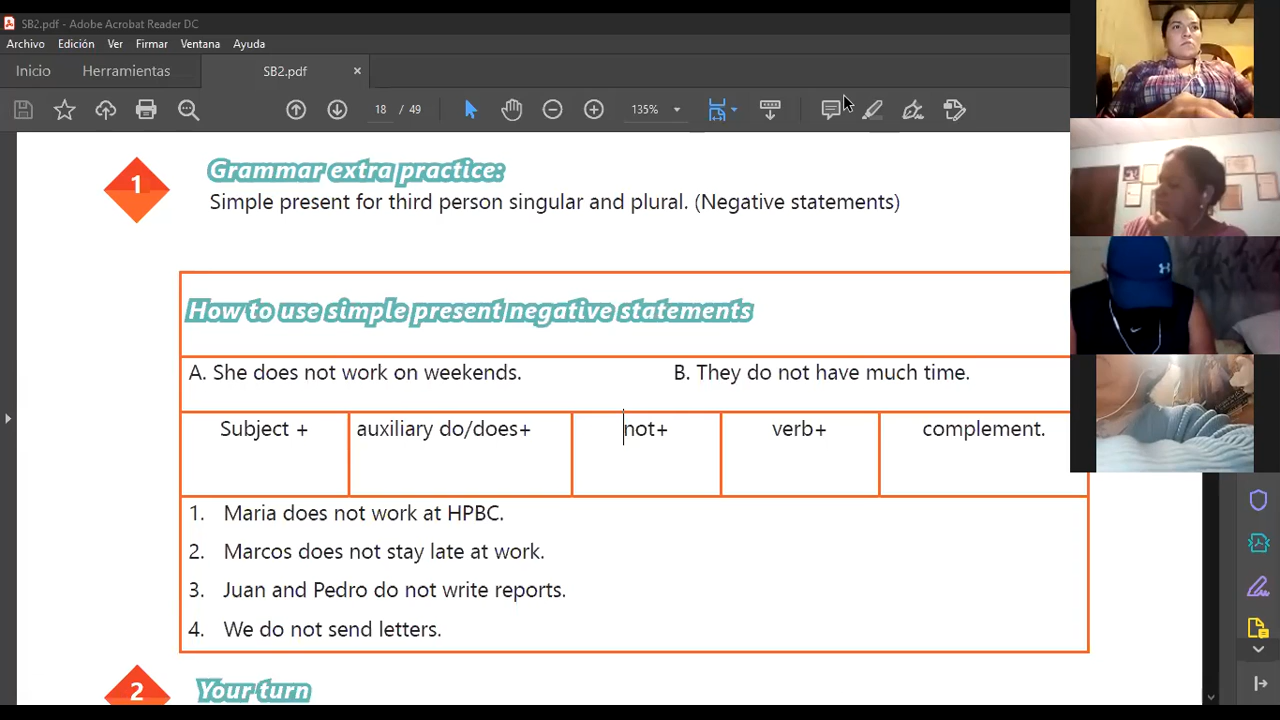 SB2.pdf - Adobe Acrobat Reader DC
Archivo Edición Ver Firmar Ventana Ayuda
Inicio Herramientas SB2.pdf ×
18 / 49 135%
1 Grammar extra practice:
Simple present for third person singular and plural. (Negative statements)
How to use simple present negative statements
A. She does not work on weekends. B. They do not have much time.
Subject + auxiliary do/does+ not+ verb+ complement.
1. Maria does not work at HPBC.
2. Marcos does not stay late at work.
3. Juan and Pedro do not write reports.
4. We do not send letters.
2 Your turn